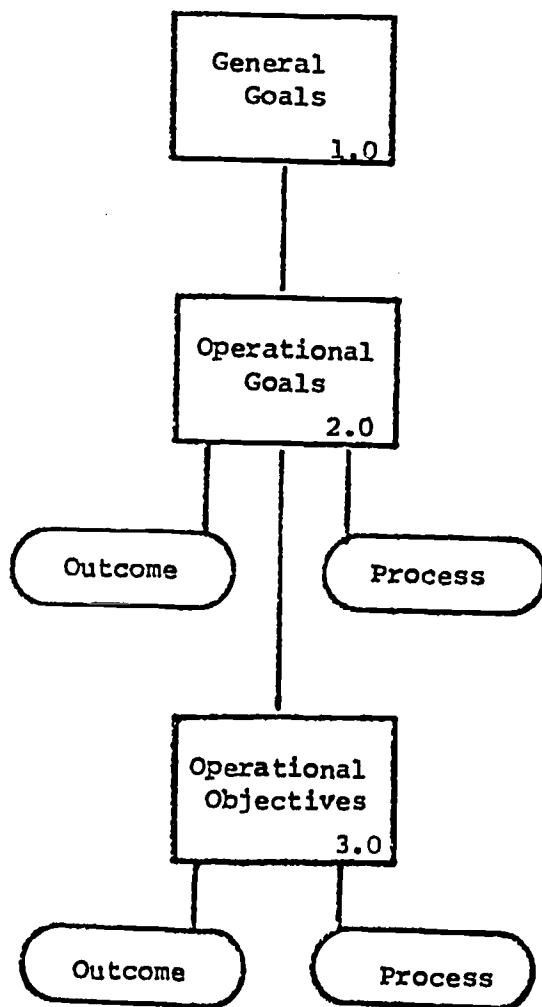 General
Goals
1.0
Operational
Goals
2.0
Outcome
Process
Operational
Objectives
3.0
Outcome
Process